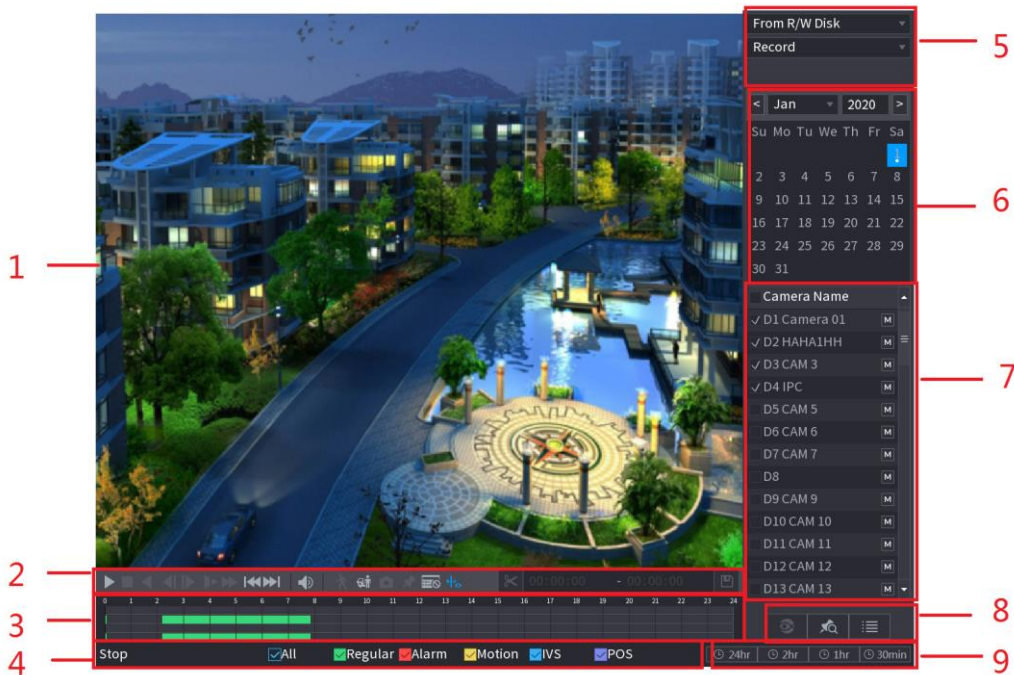 From R/W Disk
5
Record
< Jan 2020 >
Su Mo Tu We Th Fr Sa
1
2 3 4 5 6 7 8
9 10 11 12 13 14 15
6
16 17 18 19 20 21 22
23 24 25 26 27 28 29
30 31
1
Camera Name
D1 Camera 01 M
D2 HAHA1HH M
D3 CAM 3 M
7
D4 IPC M
D5 CAM 5 M
D6 CAM 6 M
D7 CAM 7 M
D8 M
D9 CAM 9 M
D10 CAM 10 M
D11 CAM 11 M
D12 CAM 12 M
D13 CAM 13 M
2
00:00:00 - 00:00:00
0 1 2 3 4 5 6 7 8 9 10 11 12 13 14 15 16 17 18 19 20 21 22 23 24
3
8
4
Stop All Regular Alarm Motion IVS POS
24hr 2hr 1hr 30min
9